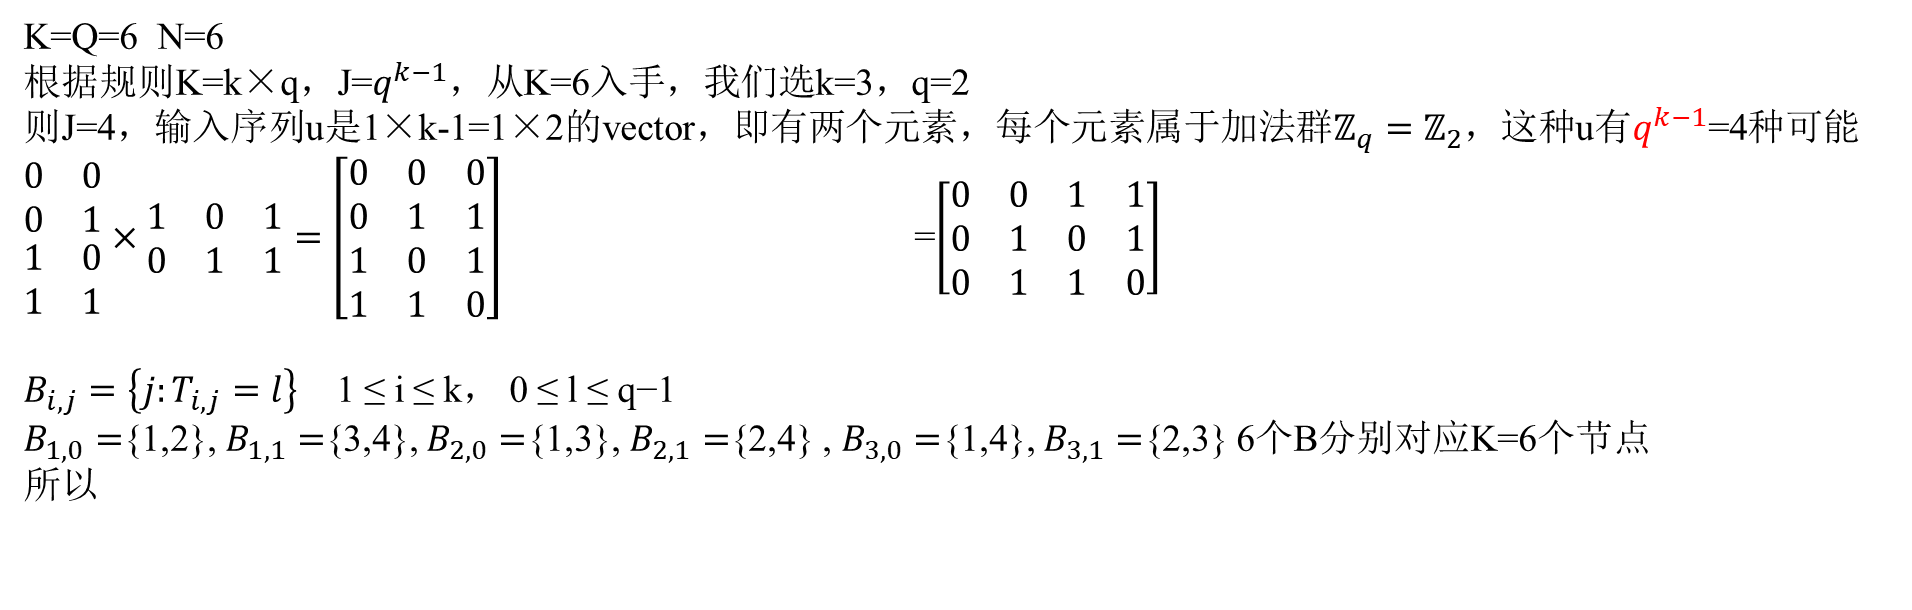 K=Q=6 N=6
根据规则K=k×q，J=q^{k−1}，从K=6入手，我们选k=3，q=2
则J=4，输入序列u是1×k-1=1×2的vector，即有两个元素，每个元素属于加法群ℤ_q = ℤ_2，这种u有q^{k−1}=4种可能
0 0
0 1
1 0
1 1
×
1 0 1
0 1 1
=
[0 0 0
0 1 1
1 0 1
1 1 0]
=
[0 0 1 1
0 1 0 1
0 1 1 0]
B_{i,j} = {j: T_{i,j} = l} 1 ≤ i ≤ k， 0 ≤ l ≤ q−1
B_{1,0} ={1,2}, B_{1,1} ={3,4}, B_{2,0} ={1,3}, B_{2,1} ={2,4} , B_{3,0} ={1,4}, B_{3,1} ={2,3} 6个B分别对应K=6个节点
所以